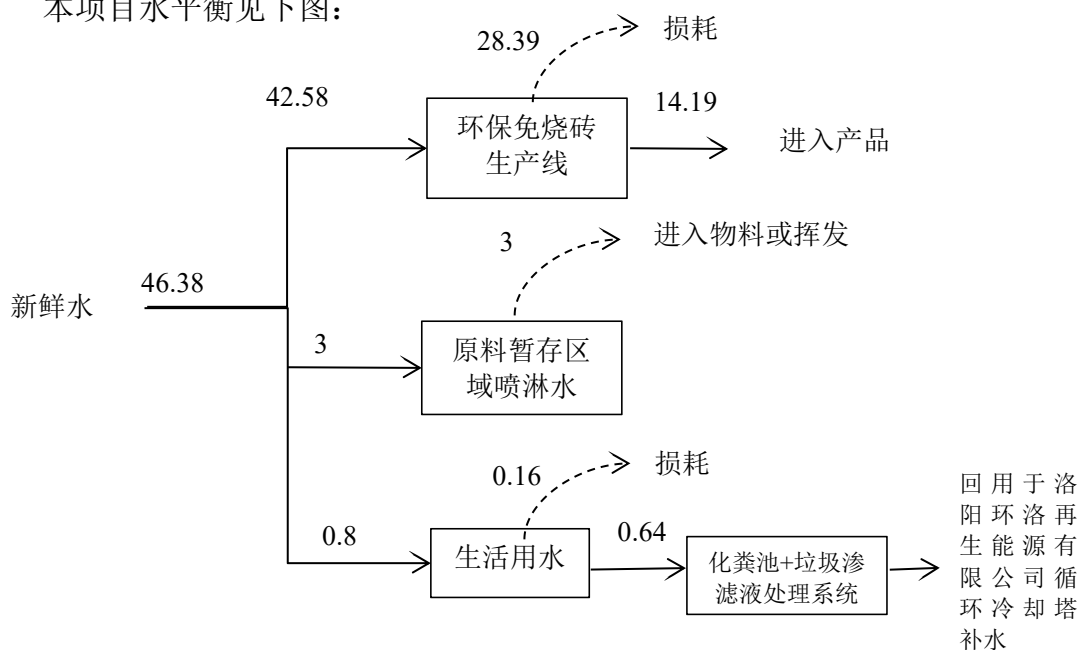 本项目水平衡见下图：
28.39
损耗
42.58
14.19
环保免烧砖
生产线
进入产品
3
进入物料或挥发
46.38
新鲜水
3
原料暂存区
域喷淋水
0.16
损耗
0.8
生活用水
0.64
化粪池+垃圾渗
滤液处理系统
回用于洛
阳环洛再
生能源有
限公司循
环冷却塔
补水